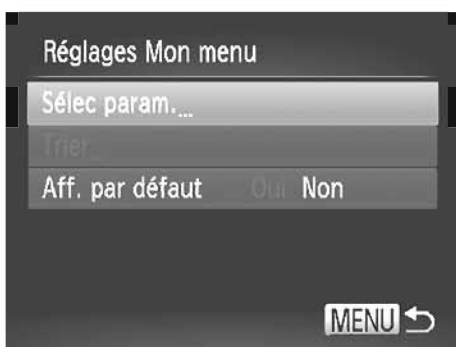 Réglages Mon menu
Sélec param....
Trier...
Aff. par défaut Oui Non
MENU